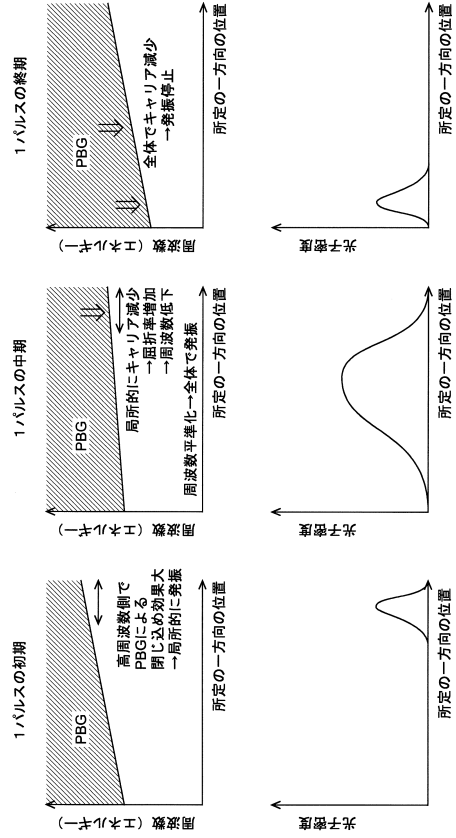 1パルスの初期
周波数（エネルギー）
PBG
高周波数側で
PBGによる
閉じ込め効果大
→局所的に発振
所定の一方向の位置
光子密度
所定の一方向の位置
1パルスの中期
周波数（エネルギー）
PBG
局所的にキャリア減少
→屈折率増加
→周波数低下
周波数平準化→全体で発振
所定の一方向の位置
光子密度
所定の一方向の位置
1パルスの終期
周波数（エネルギー）
PBG
全体でキャリア減少
→発振停止
所定の一方向の位置
光子密度
所定の一方向の位置